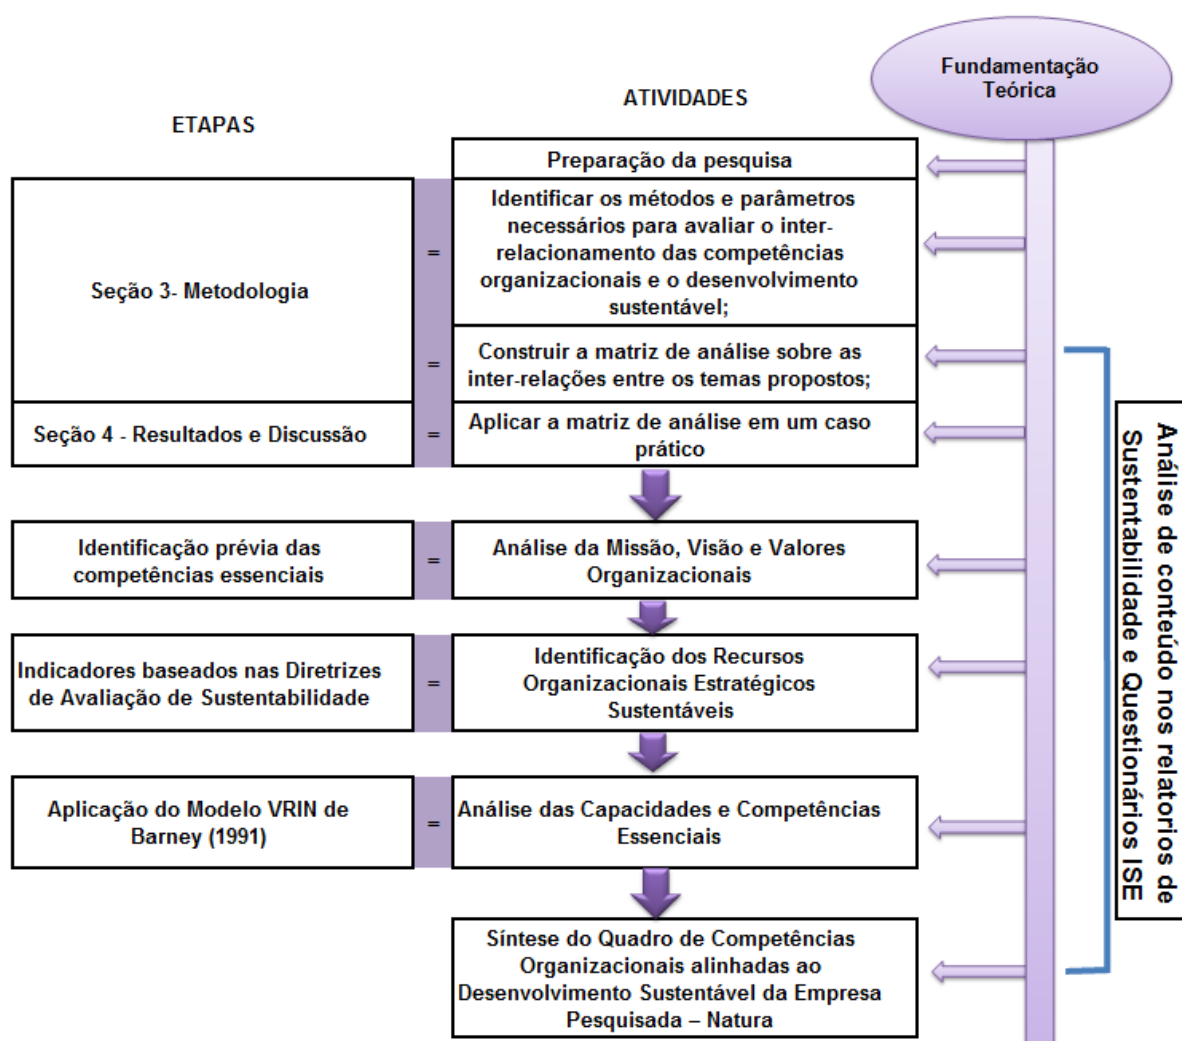 Fundamentação
Teórica
ATIVIDADES
ETAPAS
Preparação da pesquisa
Seção 3- Metodologia
=
Identificar os métodos e parâmetros
necessários para avaliar o inter-
relacionamento das competências
organizacionais e o desenvolvimento
sustentável;
=
Construir a matriz de análise sobre as
inter-relações entre os temas propostos;
Seção 4 - Resultados e Discussão
=
Aplicar a matriz de análise em um caso
prático
Identificação prévia das
competências essenciais
=
Análise da Missão, Visão e Valores
Organizacionais
Indicadores baseados nas Diretrizes
de Avaliação de Sustentabilidade
=
Identificação dos Recursos
Organizacionais Estratégicos
Sustentáveis
Aplicação do Modelo VRIN de
Barney (1991)
=
Análise das Capacidades e Competências
Essenciais
Síntese do Quadro de Competências
Organizacionais alinhadas ao
Desenvolvimento Sustentável da Empresa
Pesquisada – Natura
Análise de conteúdo nos relatorios de
Sustentabilidade e Questionários ISE